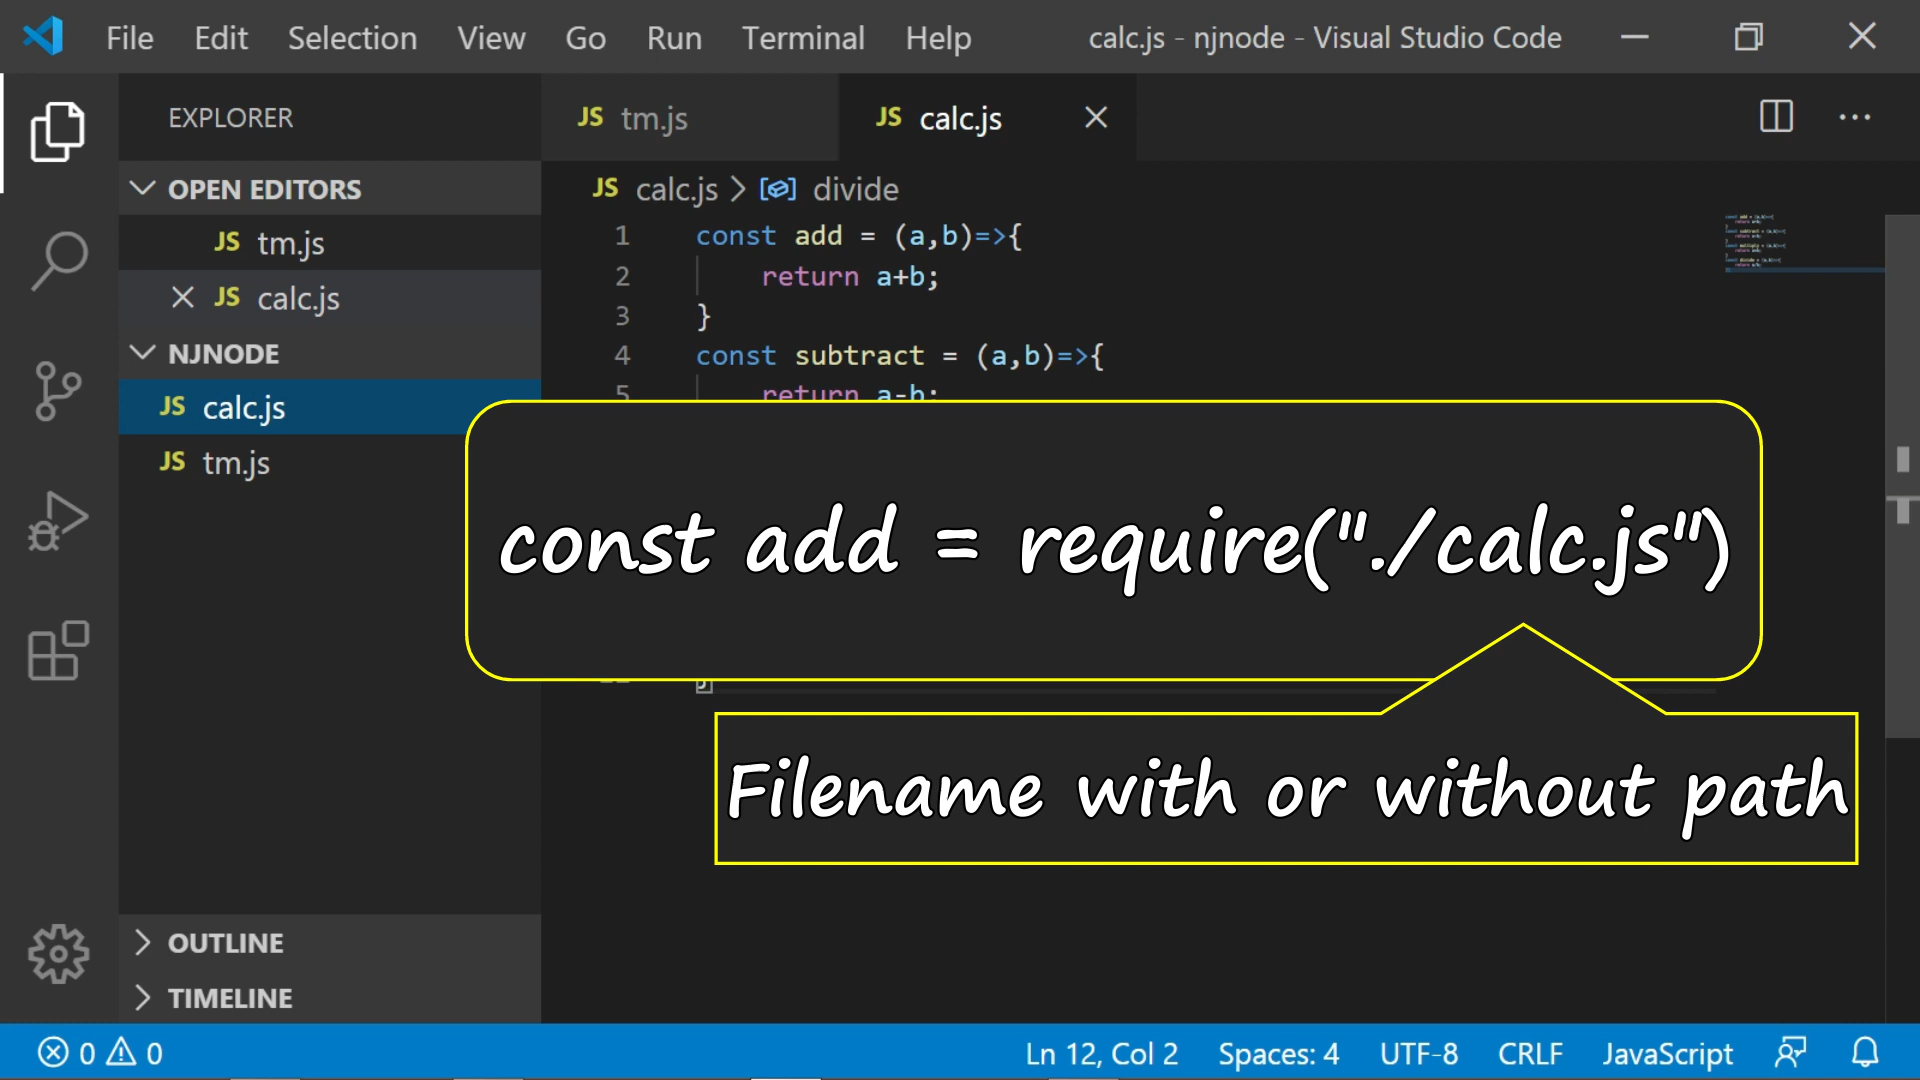 File Edit Selection View Go Run Terminal Help calc.js - njnode - Visual Studio Code
EXPLORER
JS tm.js
JS calc.js
OPEN EDITORS
JS tm.js
JS calc.js
NJNODE
JS calc.js
JS tm.js
OUTLINE
TIMELINE
JS calc.js > divide
1 const add = (a,b)=>{
2 return a+b;
3 }
4 const subtract = (a,b)=>{
5 return a-b;
const add = require("./calc.js")
Filename with or without path
0 0 Ln 12, Col 2 Spaces: 4 UTF-8 CRLF JavaScript